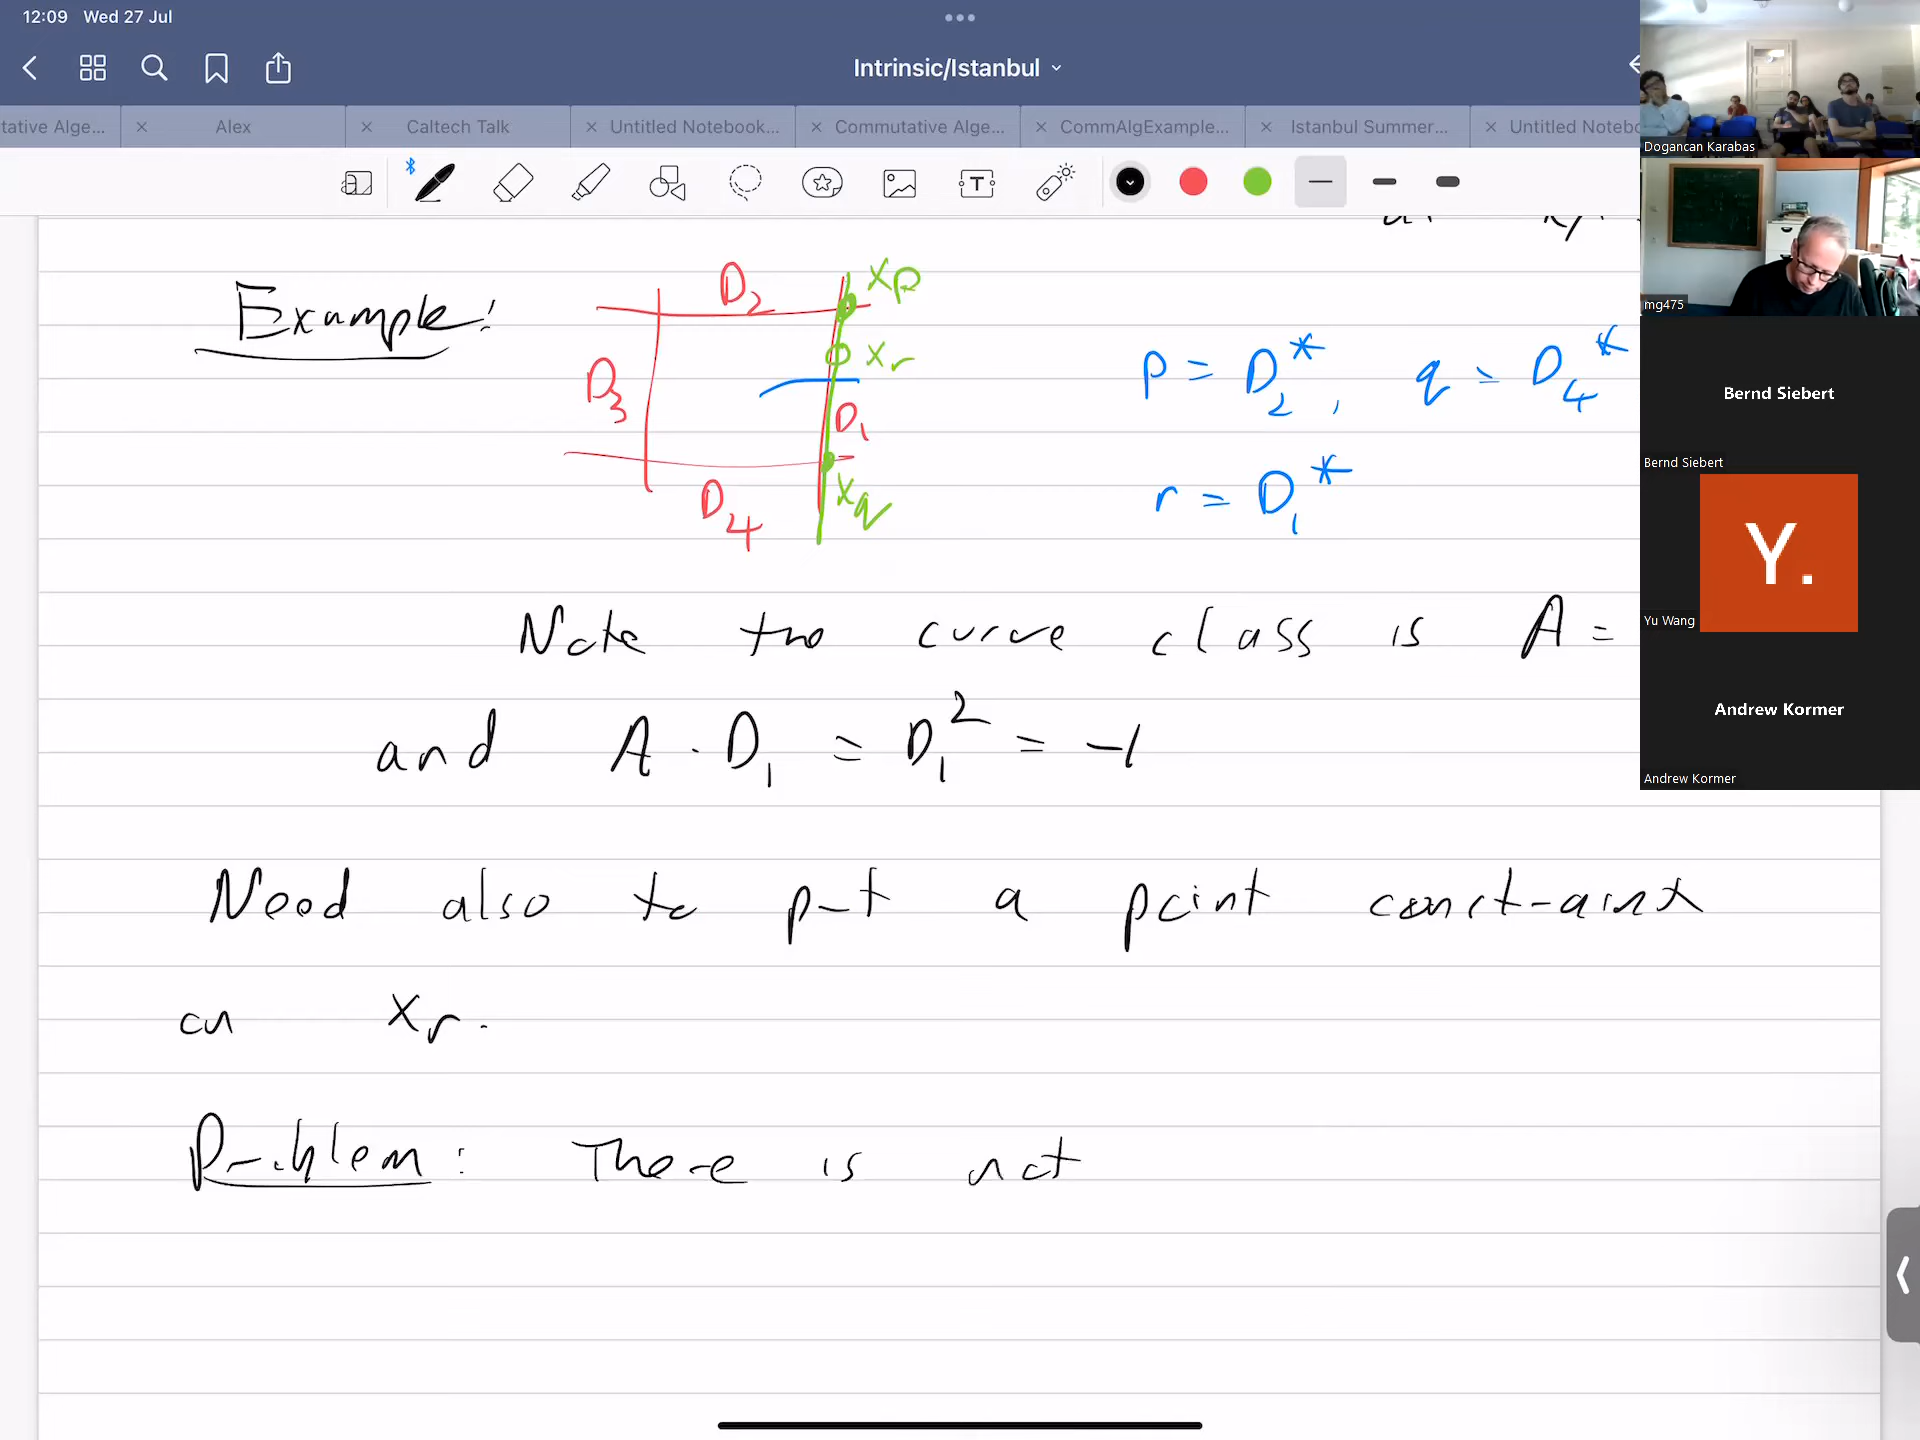 12:09 Wed 27 Jul
Intrinsic/Istanbul
tative Alge... Alex Caltech Talk Untitled Notebook... Commutative Alge... CommAlgExample... Istanbul Summer... Untitled Notebo
Dogancan Karabas
mg475
Bernd Siebert
Bernd Siebert
Y.
Yu Wang
Andrew Kormer
Andrew Kormer
Example:
D2 xp
D3 xr
D1
D4 xq
p = D2*, q = D4*
r = D1*
Note the curve class is A =
and A · D1 = D1² = -1
Need also to put a point constraint
on xr.
Problem: There is not